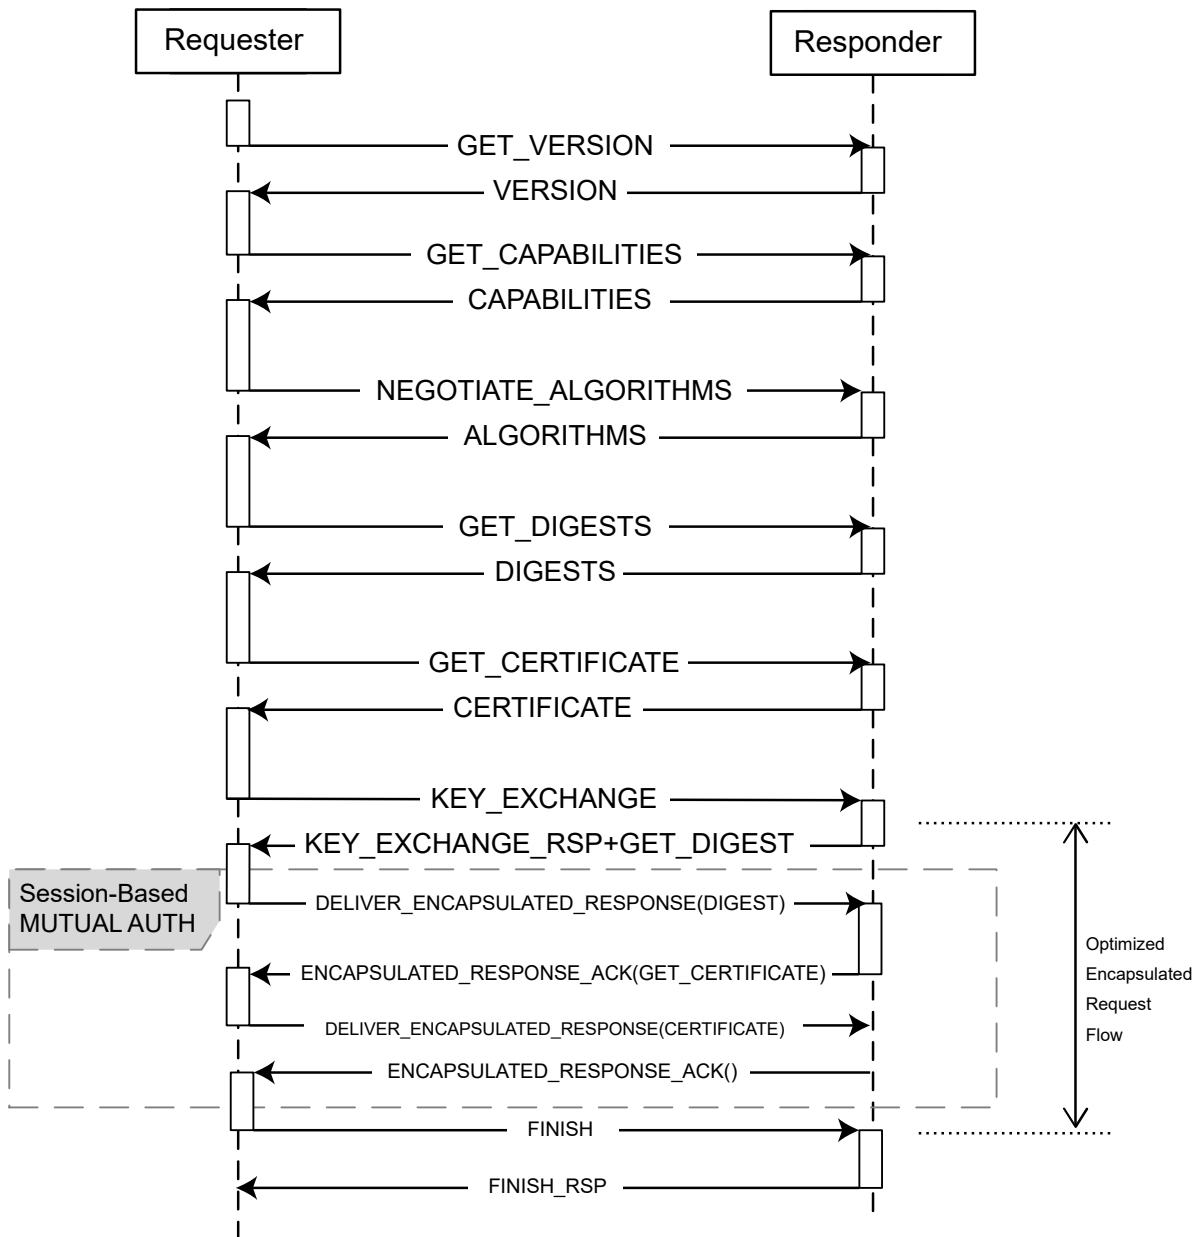 Requester
Responder
GET_VERSION
VERSION
GET_CAPABILITIES
CAPABILITIES
NEGOTIATE_ALGORITHMS
ALGORITHMS
GET_DIGESTS
DIGESTS
GET_CERTIFICATE
CERTIFICATE
KEY_EXCHANGE
KEY_EXCHANGE_RSP+GET_DIGEST
Session-Based
MUTUAL AUTH
DELIVER_ENCAPSULATED_RESPONSE(DIGEST)
ENCAPSULATED_RESPONSE_ACK(GET_CERTIFICATE)
DELIVER_ENCAPSULATED_RESPONSE(CERTIFICATE)
ENCAPSULATED_RESPONSE_ACK()
Optimized
Encapsulated
Request
Flow
FINISH
FINISH_RSP